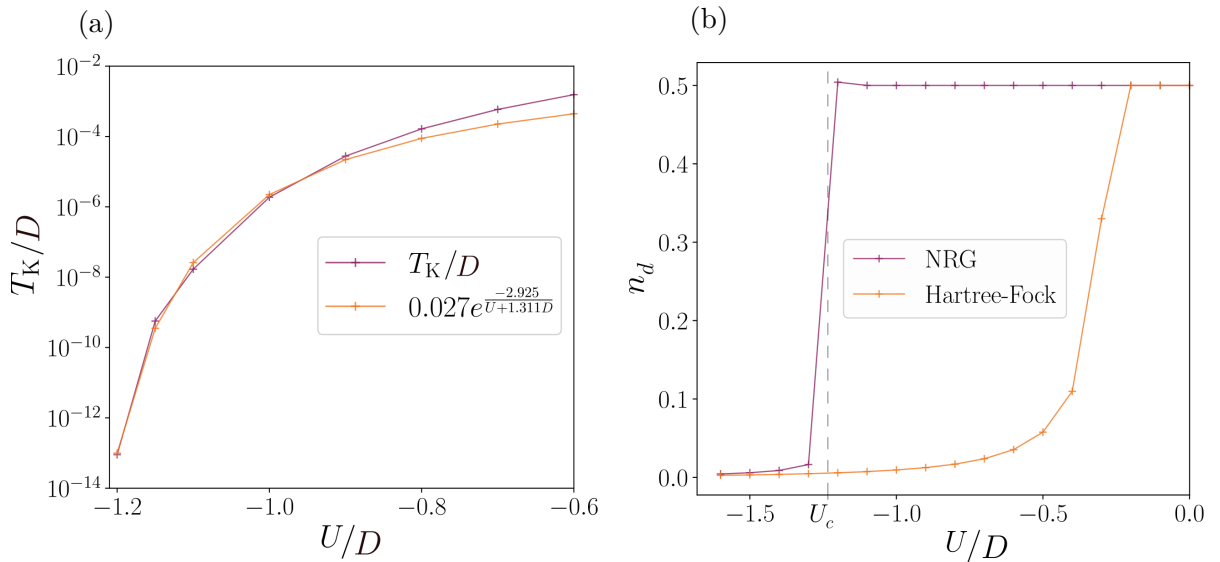 (a)
10^{-2}
10^{-4}
10^{-6}
10^{-8}
10^{-10}
10^{-12}
10^{-14}
T_K/D
T_K/D
0.027e^{\frac{-2.925}{U+1.311D}}
−1.2
−1.0
−0.8
−0.6
U/D
(b)
0.5
0.4
0.3
0.2
0.1
0.0
n_d
NRG
Hartree-Fock
−1.5
U_c
−1.0
−0.5
0.0
U/D